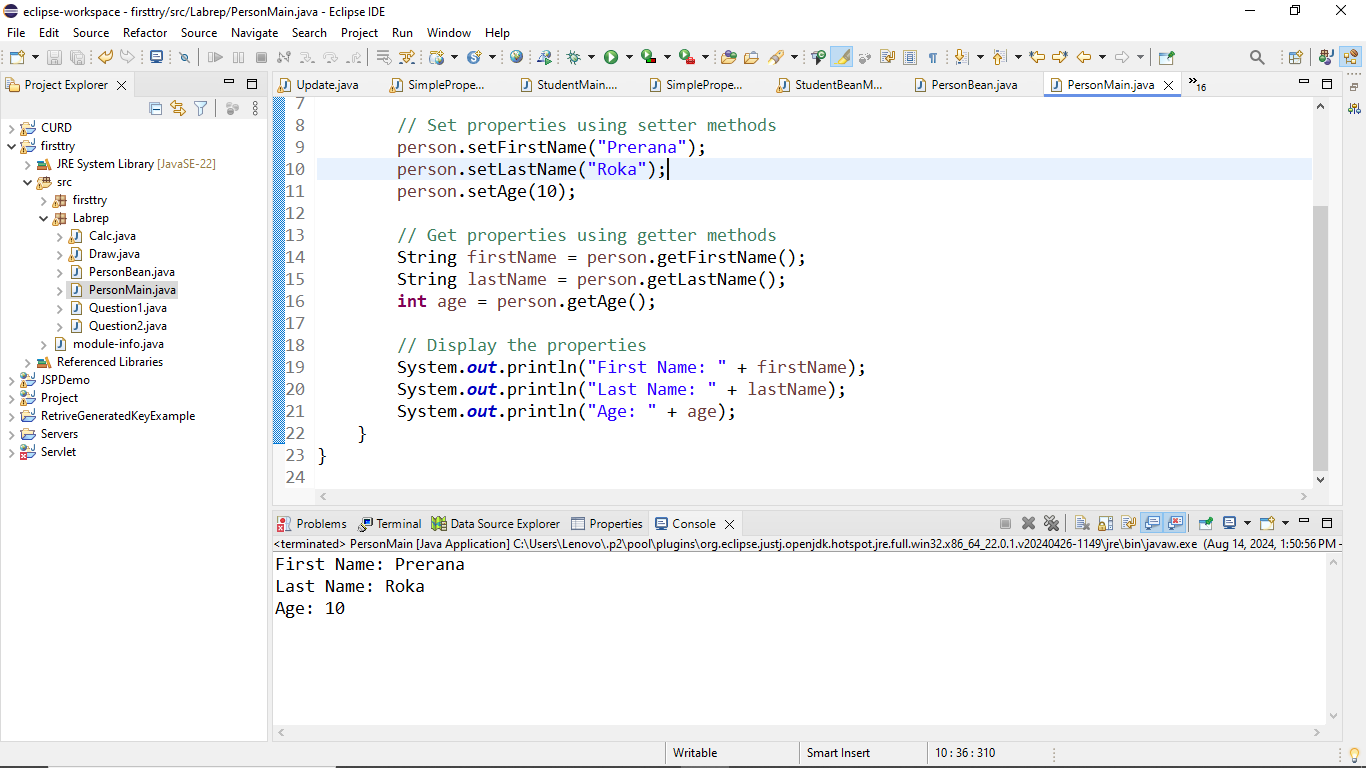 eclipse-workspace - firsttry/src/Labrep/PersonMain.java - Eclipse IDE
File Edit Source Refactor Source Navigate Search Project Run Window Help
Project Explorer
CURD
firsttry
JRE System Library [JavaSE-22]
src
firsttry
Labrep
Calc.java
Draw.java
PersonBean.java
PersonMain.java
Question1.java
Question2.java
module-info.java
Referenced Libraries
JSPDemo
Project
RetriveGeneratedKeyExample
Servers
Servlet
Update.java SimplePrope... StudentMain.... SimplePrope... StudentBeanM... PersonBean.java PersonMain.java »16
7
8 // Set properties using setter methods
9 person.setFirstName("Prerana");
10 person.setLastName("Roka");
11 person.setAge(10);
12
13 // Get properties using getter methods
14 String firstName = person.getFirstName();
15 String lastName = person.getLastName();
16 int age = person.getAge();
17
18 // Display the properties
19 System.out.println("First Name: " + firstName);
20 System.out.println("Last Name: " + lastName);
21 System.out.println("Age: " + age);
22 }
23 }
24
Problems Terminal Data Source Explorer Properties Console
<terminated> PersonMain [Java Application] C:\Users\Lenovo\.p2\pool\plugins\org.eclipse.justj.openjdk.hotspot.jre.full.win32.x86_64_22.0.1.v20240426-1149\jre\bin\javaw.exe (Aug 14, 2024, 1:50:56 PM –
First Name: Prerana
Last Name: Roka
Age: 10
Writable Smart Insert 10 : 36 : 310